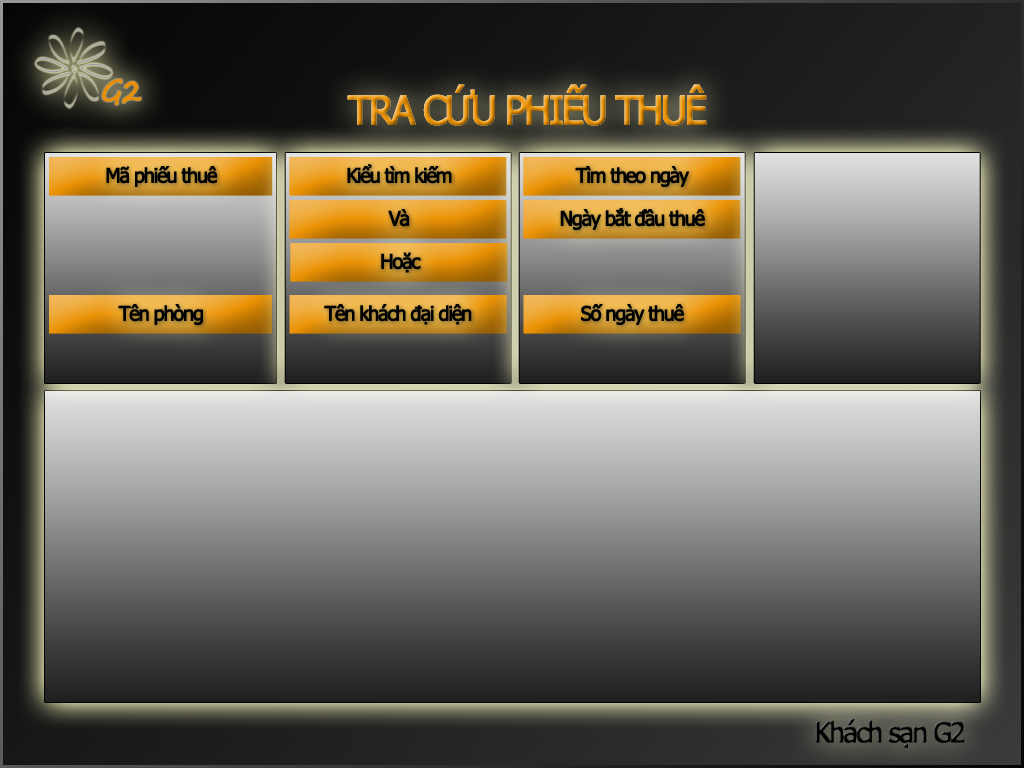 G2
TRA CỨU PHIẾU THUÊ
Mã phiếu thuê
Kiểu tìm kiếm
Tìm theo ngày
Và
Ngày bắt đầu thuê
Hoặc
Tên phòng
Tên khách đại diện
Số ngày thuê
Khách sạn G2